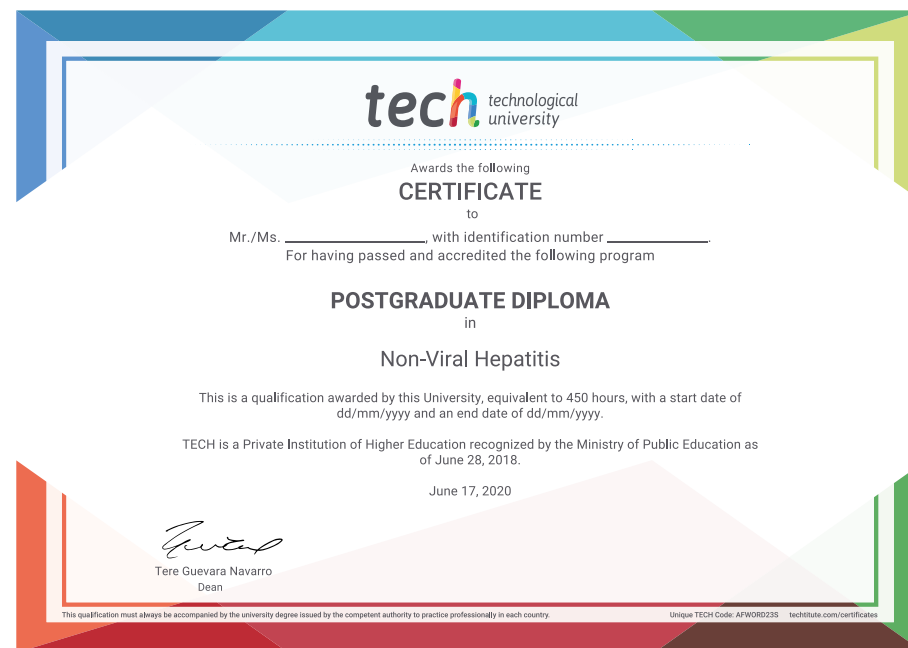 tech technological
university
Awards the following
CERTIFICATE
to
Mr./Ms. ____________________, with identification number ______________.
For having passed and accredited the following program
POSTGRADUATE DIPLOMA
in
Non-Viral Hepatitis
This is a qualification awarded by this University, equivalent to 450 hours, with a start date of
dd/mm/yyyy and an end date of dd/mm/yyyy.
TECH is a Private Institution of Higher Education recognized by the Ministry of Public Education as
of June 28, 2018.
June 17, 2020
Tere Guevara Navarro
Dean
This qualification must always be accompanied by the university degree issued by the competent authority to practice professionally in each country. Unique TECH Code: AFWORD23S techtitute.com/certificates